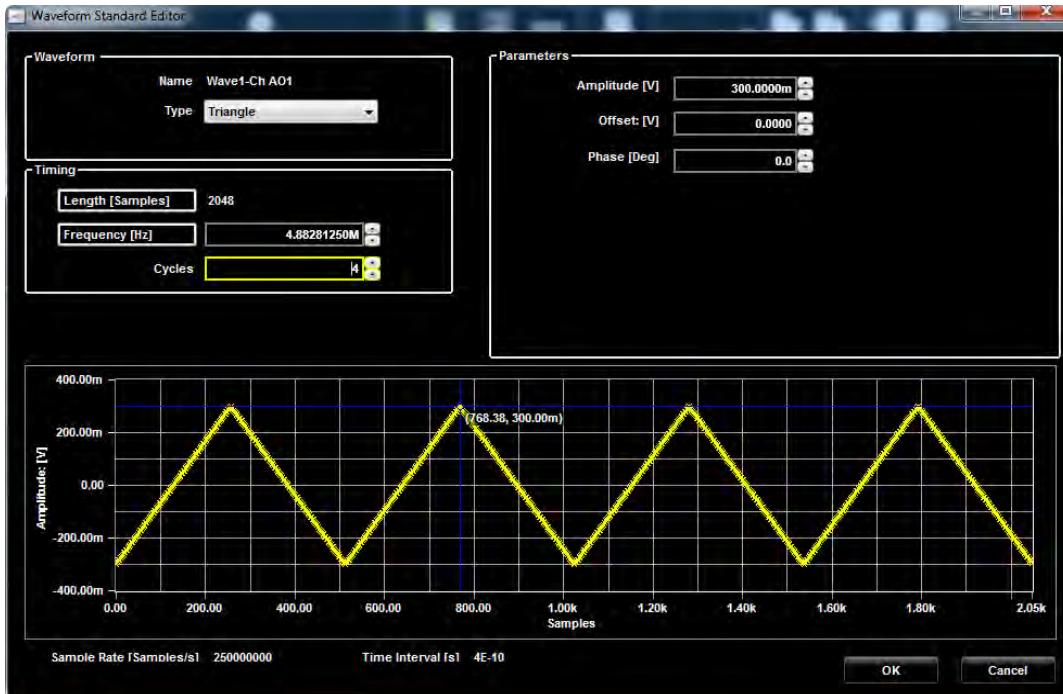 Waveform Standard Editor
Waveform
Name Wave1-Ch AO1
Type Triangle
Timing
Length [Samples] 2048
Frequency [Hz] 4.88281250M
Cycles 4
Parameters
Amplitude [V] 300.0000m
Offset: [V] 0.0000
Phase [Deg] 0.0
400.00m
200.00m
0.00
-200.00m
-400.00m
Amplitude: [V]
(768.38, 300.00m)
0.00 200.00 400.00 600.00 800.00 1.00k 1.20k 1.40k 1.60k 1.80k 2.05k
Samples
Sample Rate [Samples/s] 250000000 Time Interval [s] 4E-10
OK Cancel